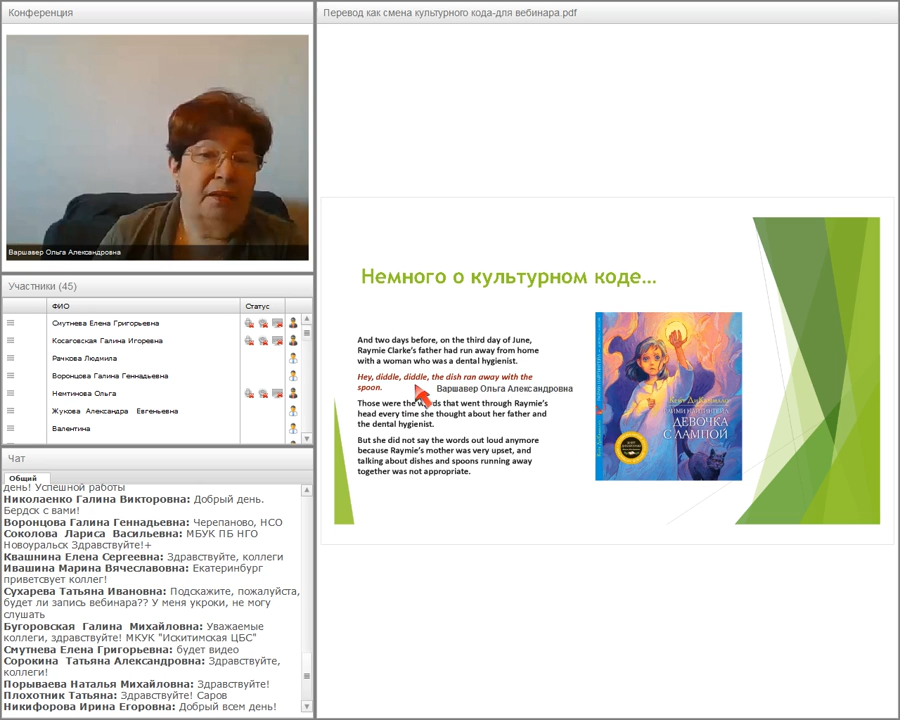 Конференция
Варшавер Ольга Александровна
Участники (45)
ФИО
Статус
Смутнева Елена Григорьевна
Косаговская Галина Игоревна
Рачкова Людмила
Воронцова Галина Геннадьевна
Немтинова Ольга
Жукова Александра Евгеньевна
Валентина
Чат
Общий
день! Успешной работы
Николаенко Галина Викторовна: Добрый день.
Бердск с вами!
Воронцова Галина Геннадьевна: Черепаново, НСО
Соколова Лариса Васильевна: МБУК ПБ НГО
Новоуральск Здравствуйте!+
Квашнина Елена Сергеевна: Здравствуйте, коллеги
Ивашина Марина Вячеславовна: Екатеринбург
приветсвует коллег!
Сухарева Татьяна Ивановна: Подскажите, пожалуйста,
будет ли запись вебинара?? У меня укроки, не могу
слушать
Бугоровская Галина Михайловна: Уважаемые
коллеги, здравствуйте! МКУК "Искитимская ЦБС"
Смутнева Елена Григорьевна: будет видео
Сорокина Татьяна Александровна: Здравствуйте,
коллеги!
Порываева Наталья Михайловна: Здравствуйте!
Плохотник Татьяна: Здравствуйте! Саров
Никифорова Ирина Егоровна: Добрый всем день!
Перевод как смена культурного кода-для вебинара.pdf
Немного о культурном коде...
And two days before, on the third day of June,
Raymie Clarke's father had run away from home
with a woman who was a dental hygienist.
Hey, diddle, diddle, the dish ran away with the
spoon.
Варшавер Ольга Александровна
Those were the words that went through Raymie's
head every time she thought about her father and
the dental hygienist.
But she did not say the words out loud anymore
because Raymie's mother was very upset, and
talking about dishes and spoons running away
together was not appropriate.
Кейт ДиКамилло
РАЙМИ НАЙТИНГЕЙЛ
ДЕВОЧКА
С ЛАМПОЙ